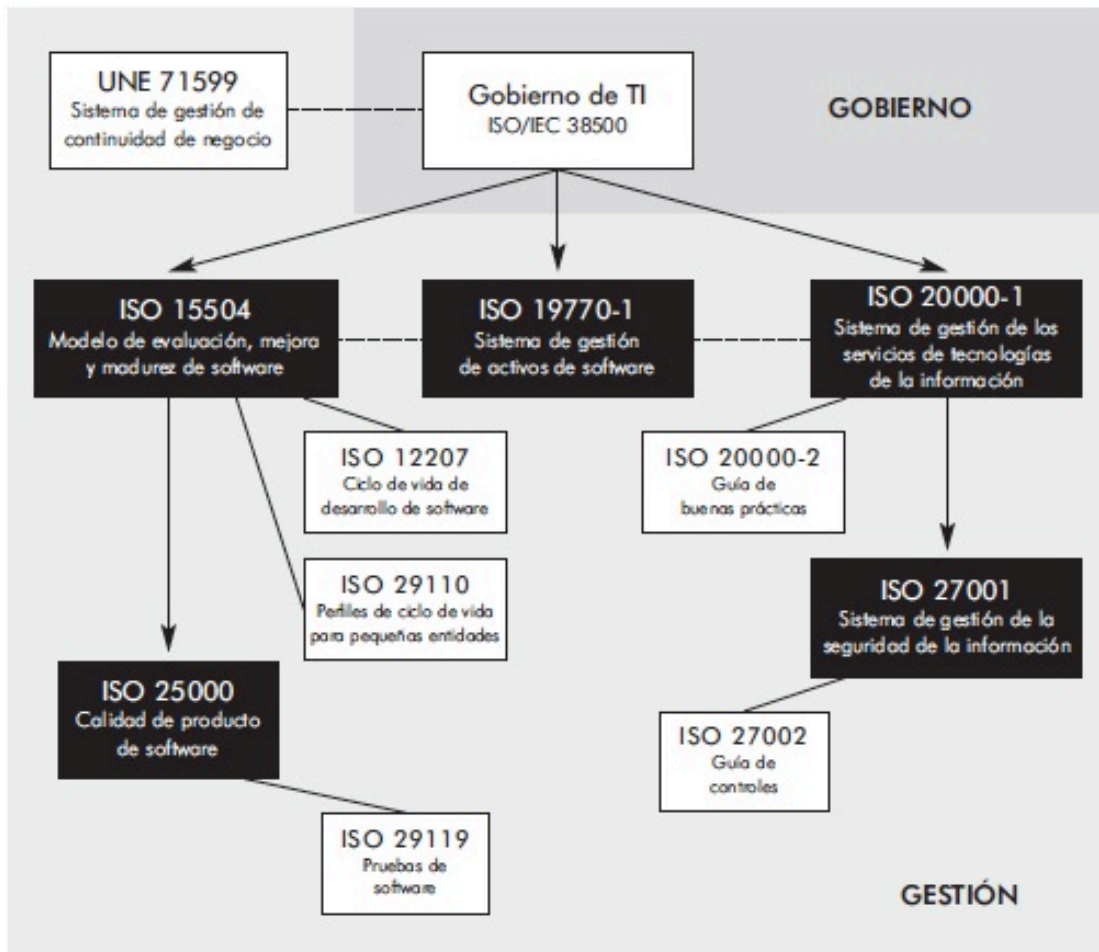 UNE 71599
Sistema de gestión de
continuidad de negocio
Gobierno de TI
ISO/IEC 38500
GOBIERNO
ISO 15504
Modelo de evaluación, mejora
y madurez de software
ISO 19770-1
Sistema de gestión
de activos de software
ISO 20000-1
Sistema de gestión de los
servicios de tecnologías
de la información
ISO 12207
Ciclo de vida de
desarrollo de software
ISO 20000-2
Guía de
buenas prácticas
ISO 29110
Perfiles de ciclo de vida
para pequeñas entidades
ISO 27001
Sistema de gestión de la
seguridad de la información
ISO 25000
Calidad de producto
de software
ISO 27002
Guía de
controles
ISO 29119
Pruebas de
software
GESTIÓN